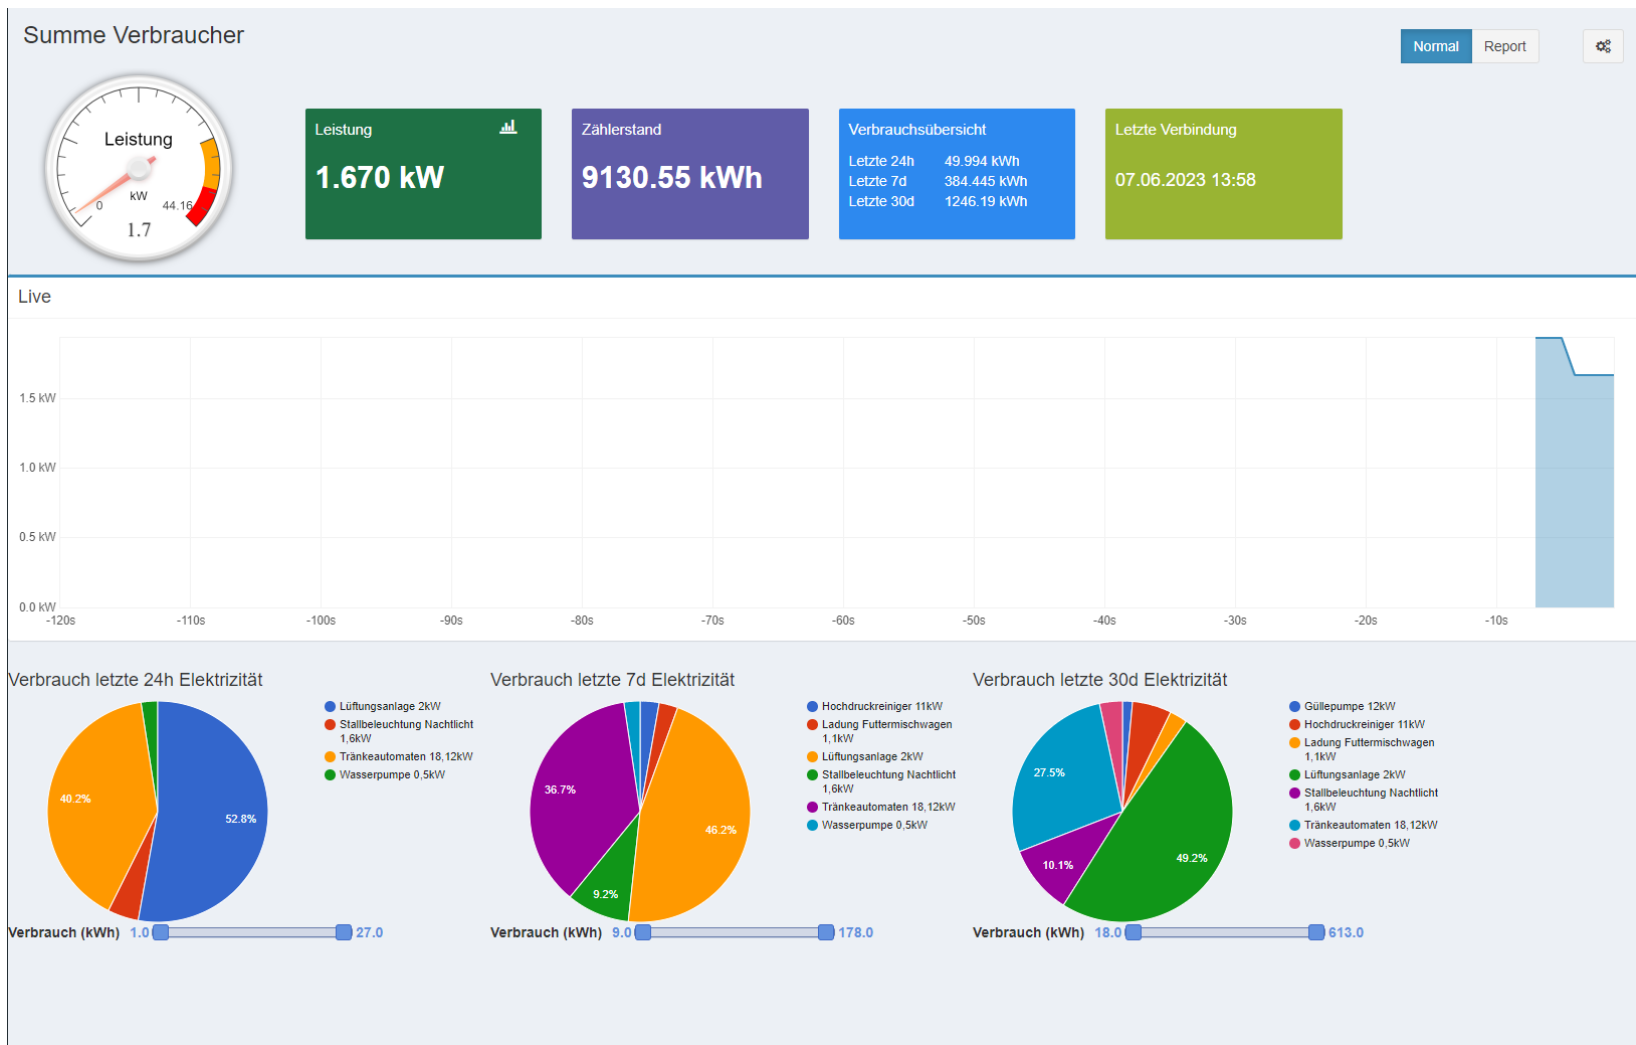 Summe Verbraucher
Normal
Report
Leistung
kW
0
44.16
1.7
Leistung
1.670 kW
Zählerstand
9130.55 kWh
Verbrauchsübersicht
Letzte 24h 49.994 kWh
Letzte 7d 384.445 kWh
Letzte 30d 1246.19 kWh
Letzte Verbindung
07.06.2023 13:58
Live
1.5 kW
1.0 kW
0.5 kW
0.0 kW
-120s -110s -100s -90s -80s -70s -60s -50s -40s -30s -20s -10s
Verbrauch letzte 24h Elektrizität
40.2%
52.8%
Lüftungsanlage 2kW
Stallbeleuchtung Nachtlicht
1,6kW
Tränkeautomaten 18,12kW
Wasserpumpe 0,5kW
Verbrauch (kWh) 1.0 27.0
Verbrauch letzte 7d Elektrizität
36.7%
46.2%
9.2%
Hochdruckreiniger 11kW
Ladung Futtermischwagen
1,1kW
Lüftungsanlage 2kW
Stallbeleuchtung Nachtlicht
1,6kW
Tränkeautomaten 18,12kW
Wasserpumpe 0,5kW
Verbrauch (kWh) 9.0 178.0
Verbrauch letzte 30d Elektrizität
27.5%
10.1%
49.2%
Güllepumpe 12kW
Hochdruckreiniger 11kW
Ladung Futtermischwagen
1,1kW
Lüftungsanlage 2kW
Stallbeleuchtung Nachtlicht
1,6kW
Tränkeautomaten 18,12kW
Wasserpumpe 0,5kW
Verbrauch (kWh) 18.0 613.0